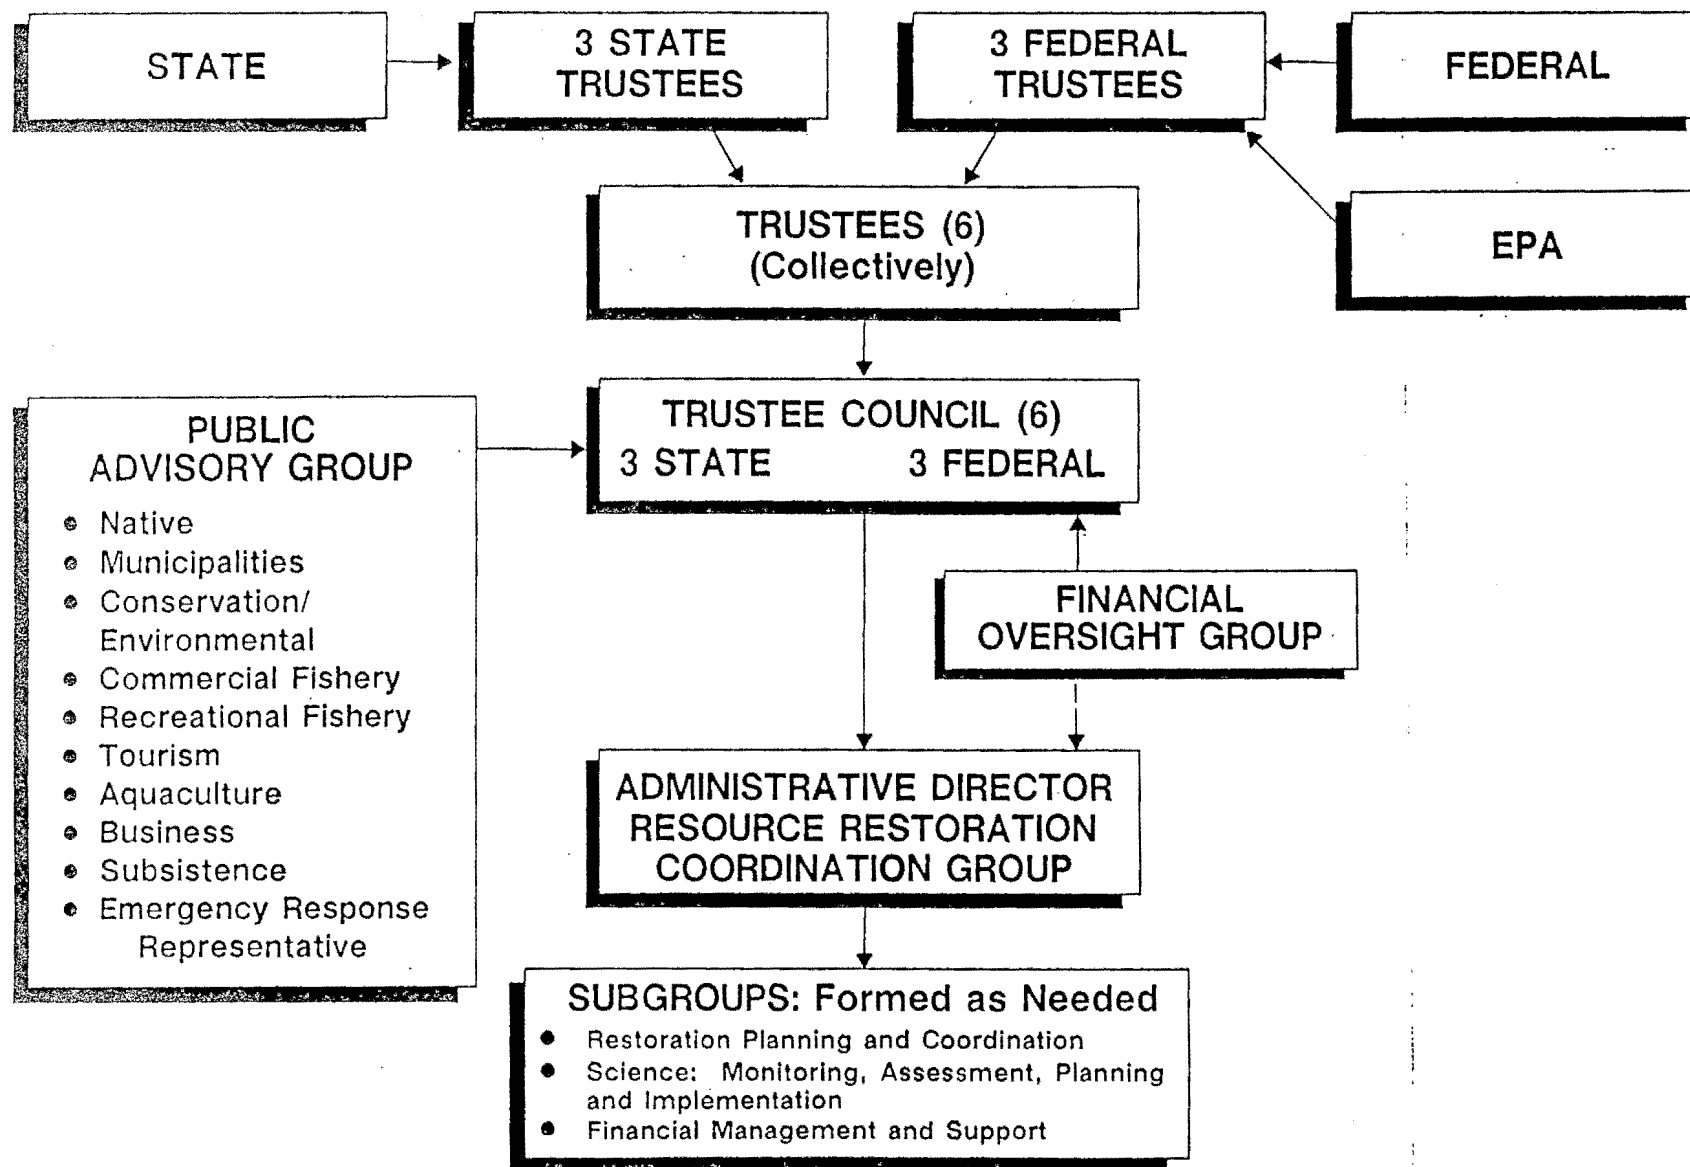 STATE
3 STATE
TRUSTEES
3 FEDERAL
TRUSTEES
FEDERAL
EPA
TRUSTEES (6)
(Collectively)
TRUSTEE COUNCIL (6)
3 STATE 3 FEDERAL
PUBLIC
ADVISORY GROUP
• Native
• Municipalities
• Conservation/
Environmental
• Commercial Fishery
• Recreational Fishery
• Tourism
• Aquaculture
• Business
• Subsistence
• Emergency Response
Representative
FINANCIAL
OVERSIGHT GROUP
ADMINISTRATIVE DIRECTOR
RESOURCE RESTORATION
COORDINATION GROUP
SUBGROUPS: Formed as Needed
• Restoration Planning and Coordination
• Science: Monitoring, Assessment, Planning
and Implementation
• Financial Management and Support